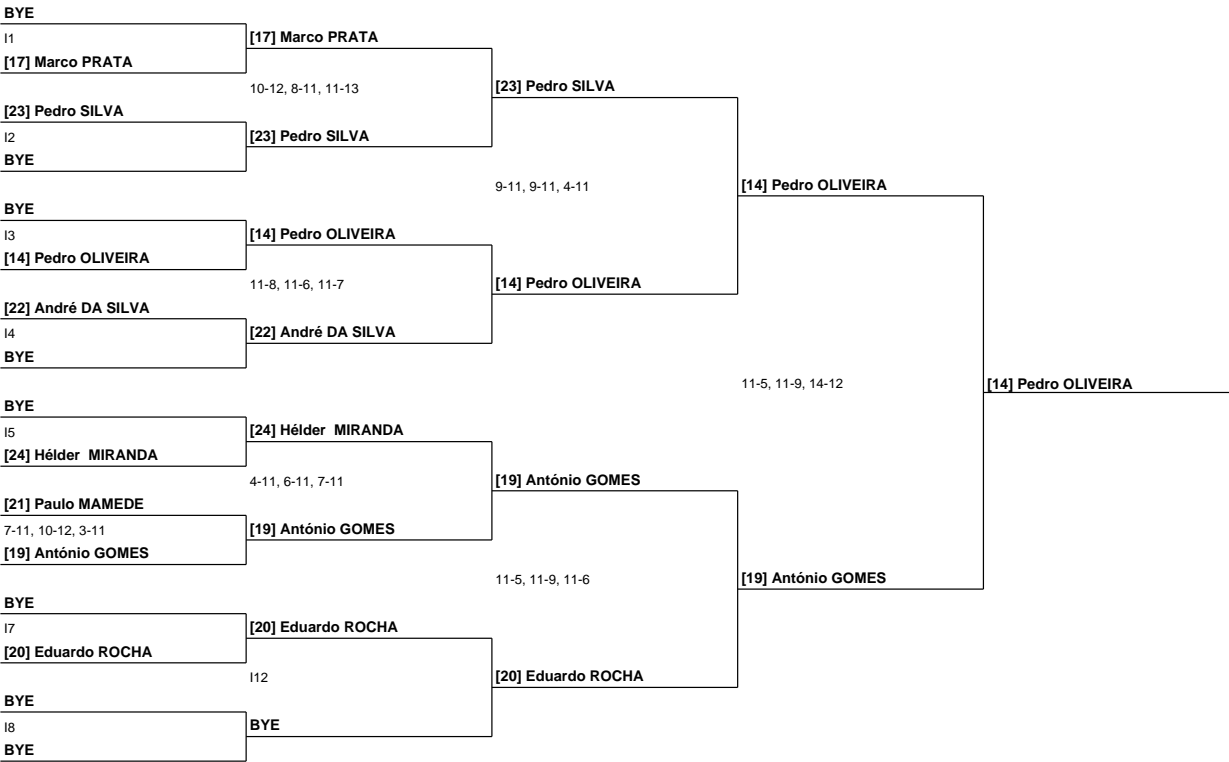 BYE
I1
[17] Marco PRATA
[17] Marco PRATA
10-12, 8-11, 11-13
[23] Pedro SILVA
[23] Pedro SILVA
I2
[23] Pedro SILVA
BYE
9-11, 9-11, 4-11
[14] Pedro OLIVEIRA
BYE
I3
[14] Pedro OLIVEIRA
[14] Pedro OLIVEIRA
11-8, 11-6, 11-7
[14] Pedro OLIVEIRA
[22] André DA SILVA
I4
[22] André DA SILVA
BYE
11-5, 11-9, 14-12
[14] Pedro OLIVEIRA
BYE
I5
[24] Hélder  MIRANDA
[24] Hélder  MIRANDA
4-11, 6-11, 7-11
[19] António GOMES
[21] Paulo MAMEDE
7-11, 10-12, 3-11
[19] António GOMES
[19] António GOMES
11-5, 11-9, 11-6
[19] António GOMES
BYE
I7
[20] Eduardo ROCHA
[20] Eduardo ROCHA
I12
[20] Eduardo ROCHA
BYE
I8
BYE
BYE